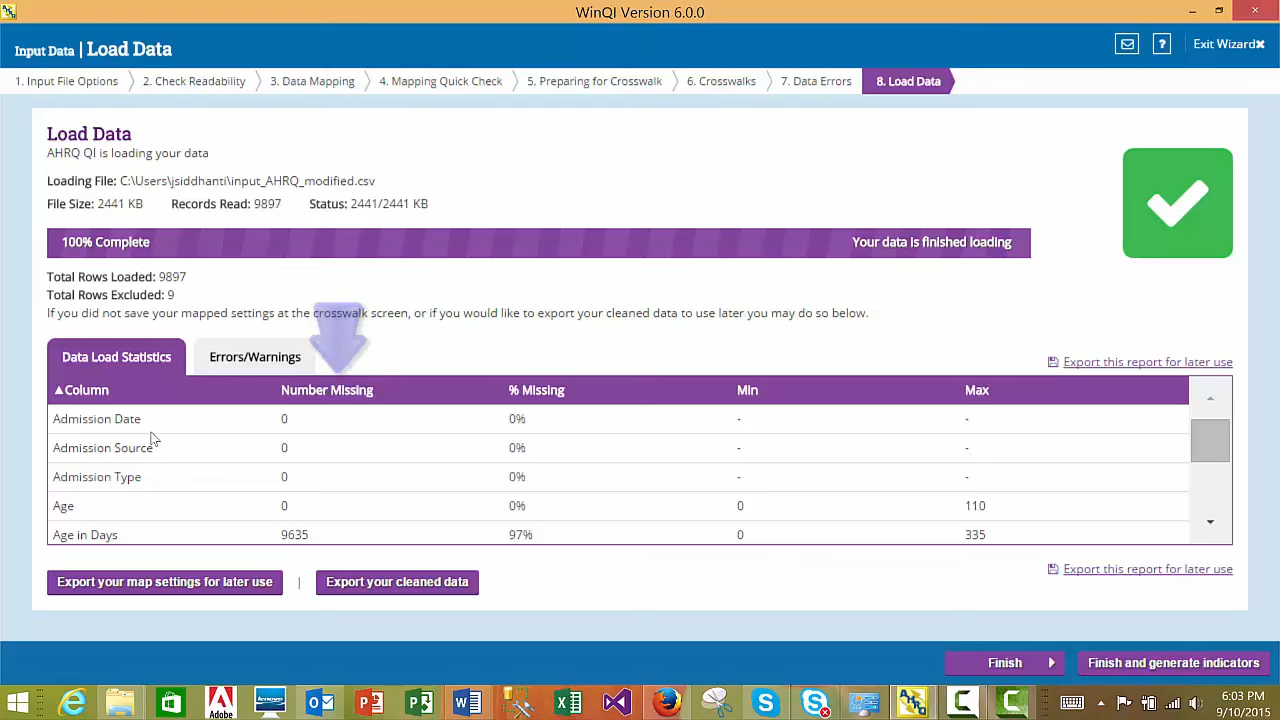 WinQI Version 6.0.0
Input Data | Load Data
? Exit Wizard✖
1. Input File Options 2. Check Readability 3. Data Mapping 4. Mapping Quick Check 5. Preparing for Crosswalk 6. Crosswalks 7. Data Errors 8. Load Data
Load Data
AHRQ QI is loading your data
Loading File: C:\Users\jsiddhanti\input_AHRQ_modified.csv
File Size: 2441 KB Records Read: 9897 Status: 2441/2441 KB
100% Complete Your data is finished loading
Total Rows Loaded: 9897
Total Rows Excluded: 9
If you did not save your mapped settings at the crosswalk screen, or if you would like to export your cleaned data to use later you may do so below.
Data Load Statistics Errors/Warnings Export this report for later use
▲Column Number Missing % Missing Min Max
Admission Date 0 0% - -
Admission Source 0 0% - -
Admission Type 0 0% - -
Age 0 0% 0 110
Age in Days 9635 97% 0 335
Export your map settings for later use | Export your cleaned data Export this report for later use
Finish Finish and generate indicators
Adobe
AHRQ
6:03 PM
9/10/2015